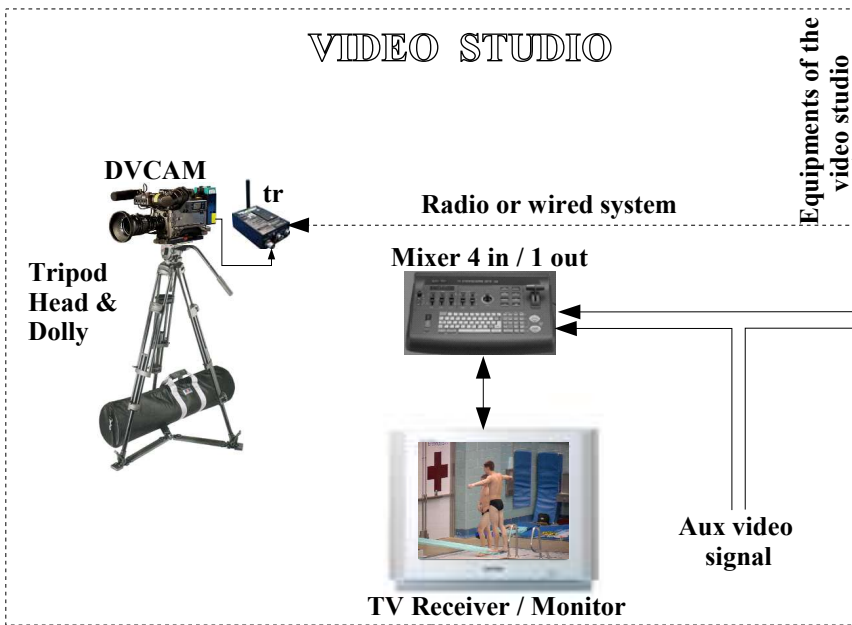 VIDEO STUDIO
Equipments of the
video studio
DVCAM
tr
Radio or wired system
Tripod
Head &
Dolly
Mixer 4 in / 1 out
Aux video
signal
TV Receiver / Monitor